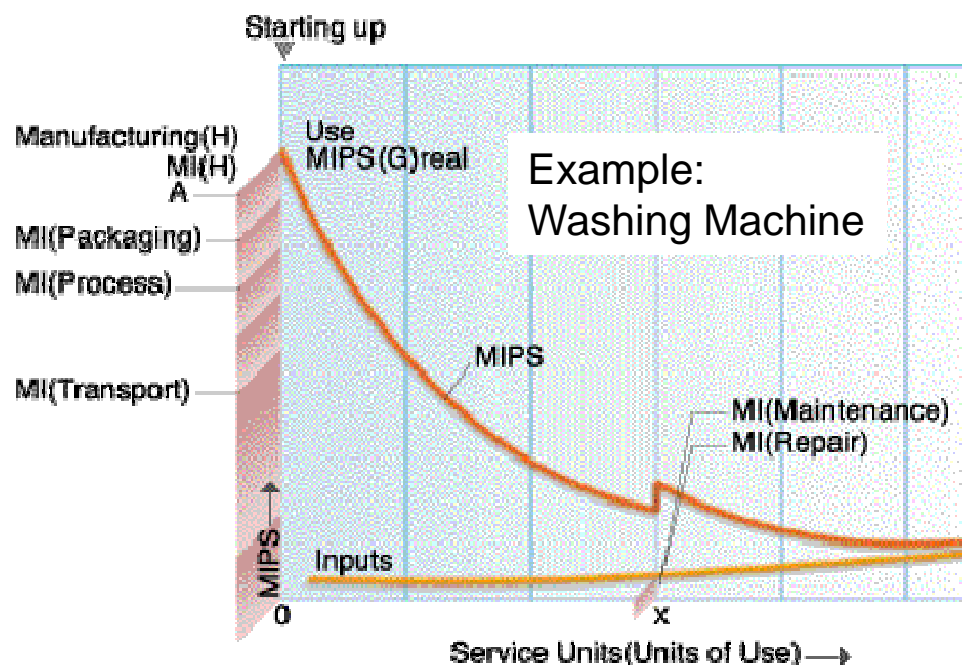 Starting up
Manufacturing(H)
MI(H)
A
MI(Packaging)
MI(Process)
MI(Transport)
Use
MIPS(G)real
Example:
Washing Machine
MIPS
MI(Maintenance)
MI(Repair)
MIPS
Inputs
0
x
Service Units(Units of Use)